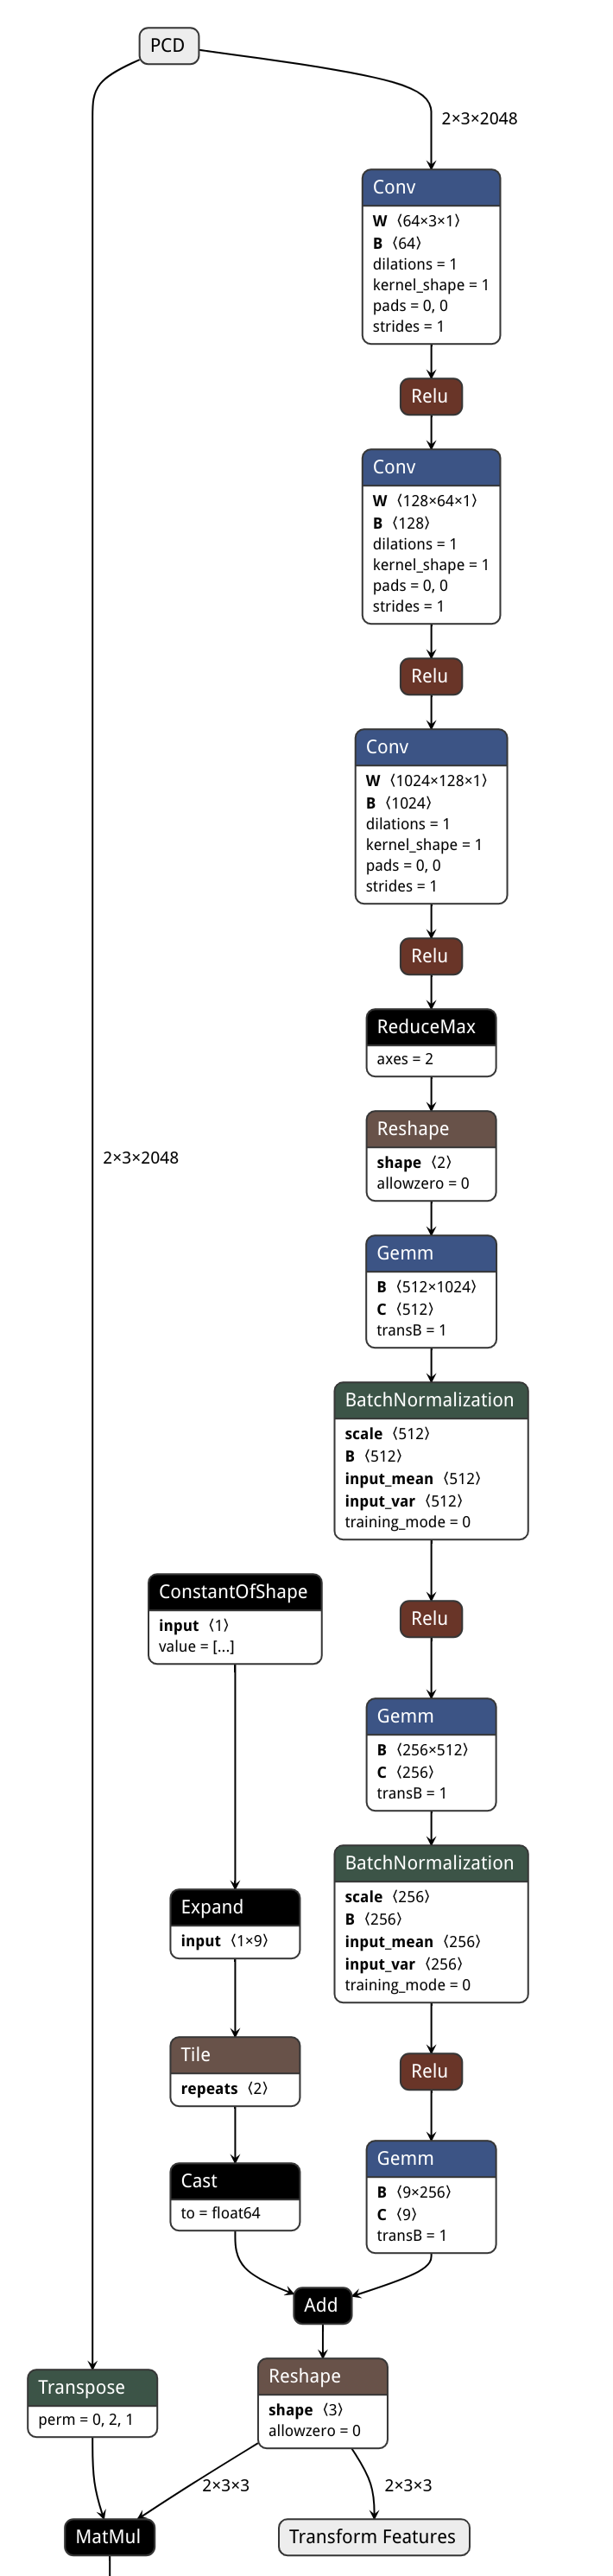 PCD
2×3×2048
Conv
W ⟨64×3×1⟩
B ⟨64⟩
dilations = 1
kernel_shape = 1
pads = 0, 0
strides = 1
Relu
Conv
W ⟨128×64×1⟩
B ⟨128⟩
dilations = 1
kernel_shape = 1
pads = 0, 0
strides = 1
Relu
Conv
W ⟨1024×128×1⟩
B ⟨1024⟩
dilations = 1
kernel_shape = 1
pads = 0, 0
strides = 1
Relu
ReduceMax
axes = 2
Reshape
shape ⟨2⟩
allowzero = 0
2×3×2048
Gemm
B ⟨512×1024⟩
C ⟨512⟩
transB = 1
BatchNormalization
scale ⟨512⟩
B ⟨512⟩
input_mean ⟨512⟩
input_var ⟨512⟩
training_mode = 0
ConstantOfShape
input ⟨1⟩
value = [...]
Relu
Gemm
B ⟨256×512⟩
C ⟨256⟩
transB = 1
BatchNormalization
scale ⟨256⟩
B ⟨256⟩
input_mean ⟨256⟩
input_var ⟨256⟩
training_mode = 0
Expand
input ⟨1×9⟩
Tile
repeats ⟨2⟩
Relu
Cast
to = float64
Gemm
B ⟨9×256⟩
C ⟨9⟩
transB = 1
Add
Transpose
perm = 0, 2, 1
Reshape
shape ⟨3⟩
allowzero = 0
2×3×3
2×3×3
MatMul
Transform Features